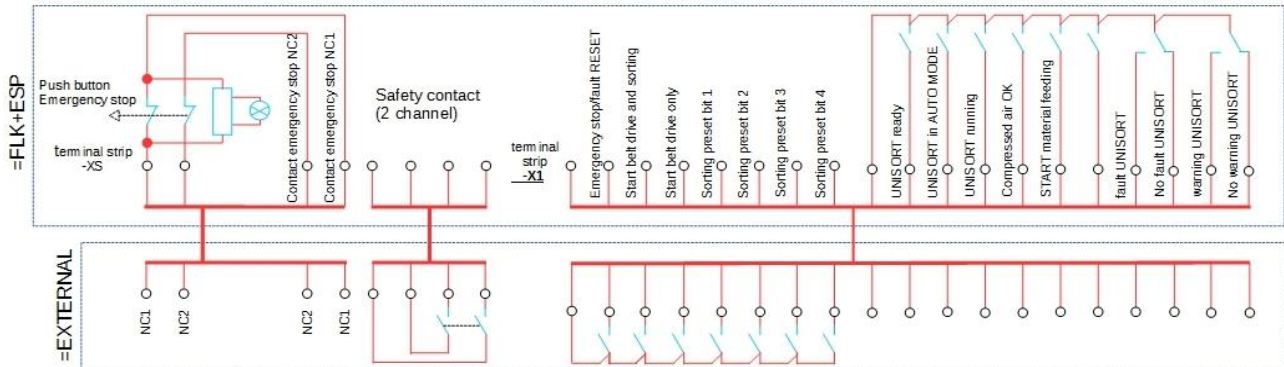 =FLK+ESP
Push button
Emergency stop
terminal strip
-XS
Contact emergency stop NC2
Contact emergency stop NC1
Safety contact
(2 channel)
terminal
strip
-X1
Emergency stop/fault RESET
Start belt drive and sorting
Start belt drive only
Sorting preset bit 1
Sorting preset bit 2
Sorting preset bit 3
Sorting preset bit 4
UNISORT ready
UNISORT in AUTO MODE
UNISORT running
Compressed air OK
START material feeding
fault UNISORT
No fault UNISORT
warning UNISORT
No warning UNISORT
=EXTERNAL
NC1
NC2
NC2
NC1